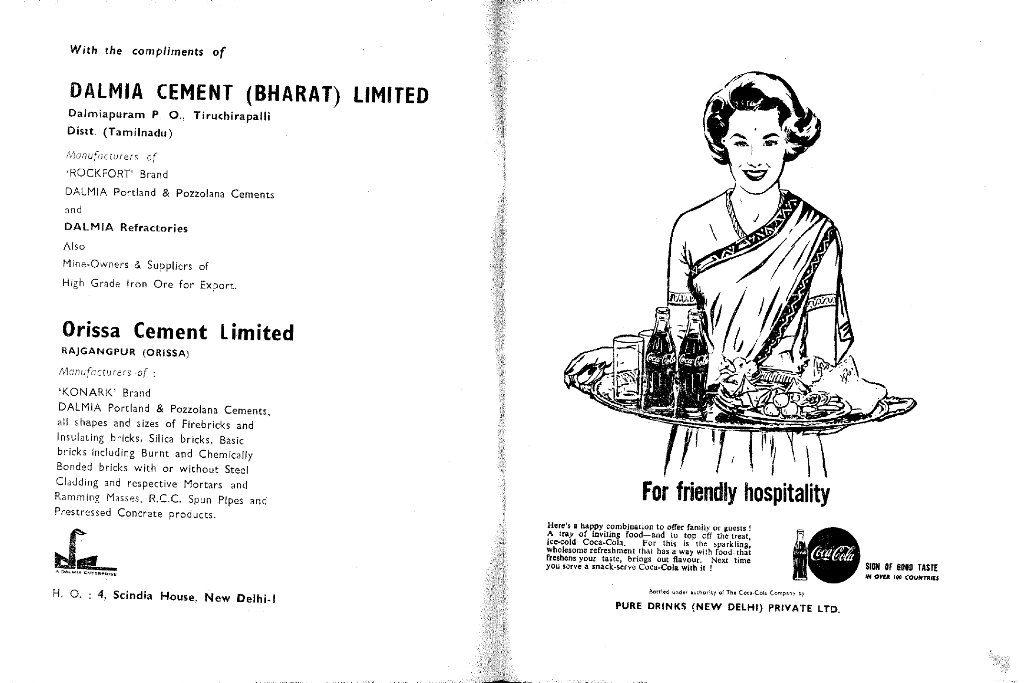 With the compliments of
DALMIA CEMENT (BHARAT) LIMITED
Dalmiapuram P O., Tiruchirapalli
Distt. (Tamilnadu)
Manufacturers of
'ROCKFORT' Brand
DALMIA Portland & Pozzolana Cements
and
DALMIA Refractories
Also
Mine-Owners & Suppliers of
High Grade Iron Ore for Export.
Orissa Cement Limited
RAJGANGPUR (ORISSA)
Manufacturers of :
'KONARK' Brand
DALMIA Portland & Pozzolana Cements,
all shapes and sizes of Firebricks and
Insulating bricks, Silica bricks, Basic
bricks including Burnt and Chemically
Bonded bricks with or without Steel
Cladding and respective Mortars and
Ramming Masses, R.C.C. Spun Pipes and
Prestressed Concrete products.
A DALMIA ENTERPRISE
H. O. : 4, Scindia House, New Delhi-I
Coca-Cola Coca-Cola
For friendly hospitality
Here's a happy combination to offer family or guests !
A tray of inviting food—and to top off the treat,
ice-cold Coca-Cola. For this is the sparkling,
wholesome refreshment that has a way with food that
freshens your taste, brings out flavour. Next time
you serve a snack-serve Coca-Cola with it !
Coca-Cola
SIGN OF GOOD TASTE
IN OVER 100 COUNTRIES
Bottled under authority of The Coca-Cola Company by
PURE DRINKS (NEW DELHI) PRIVATE LTD.